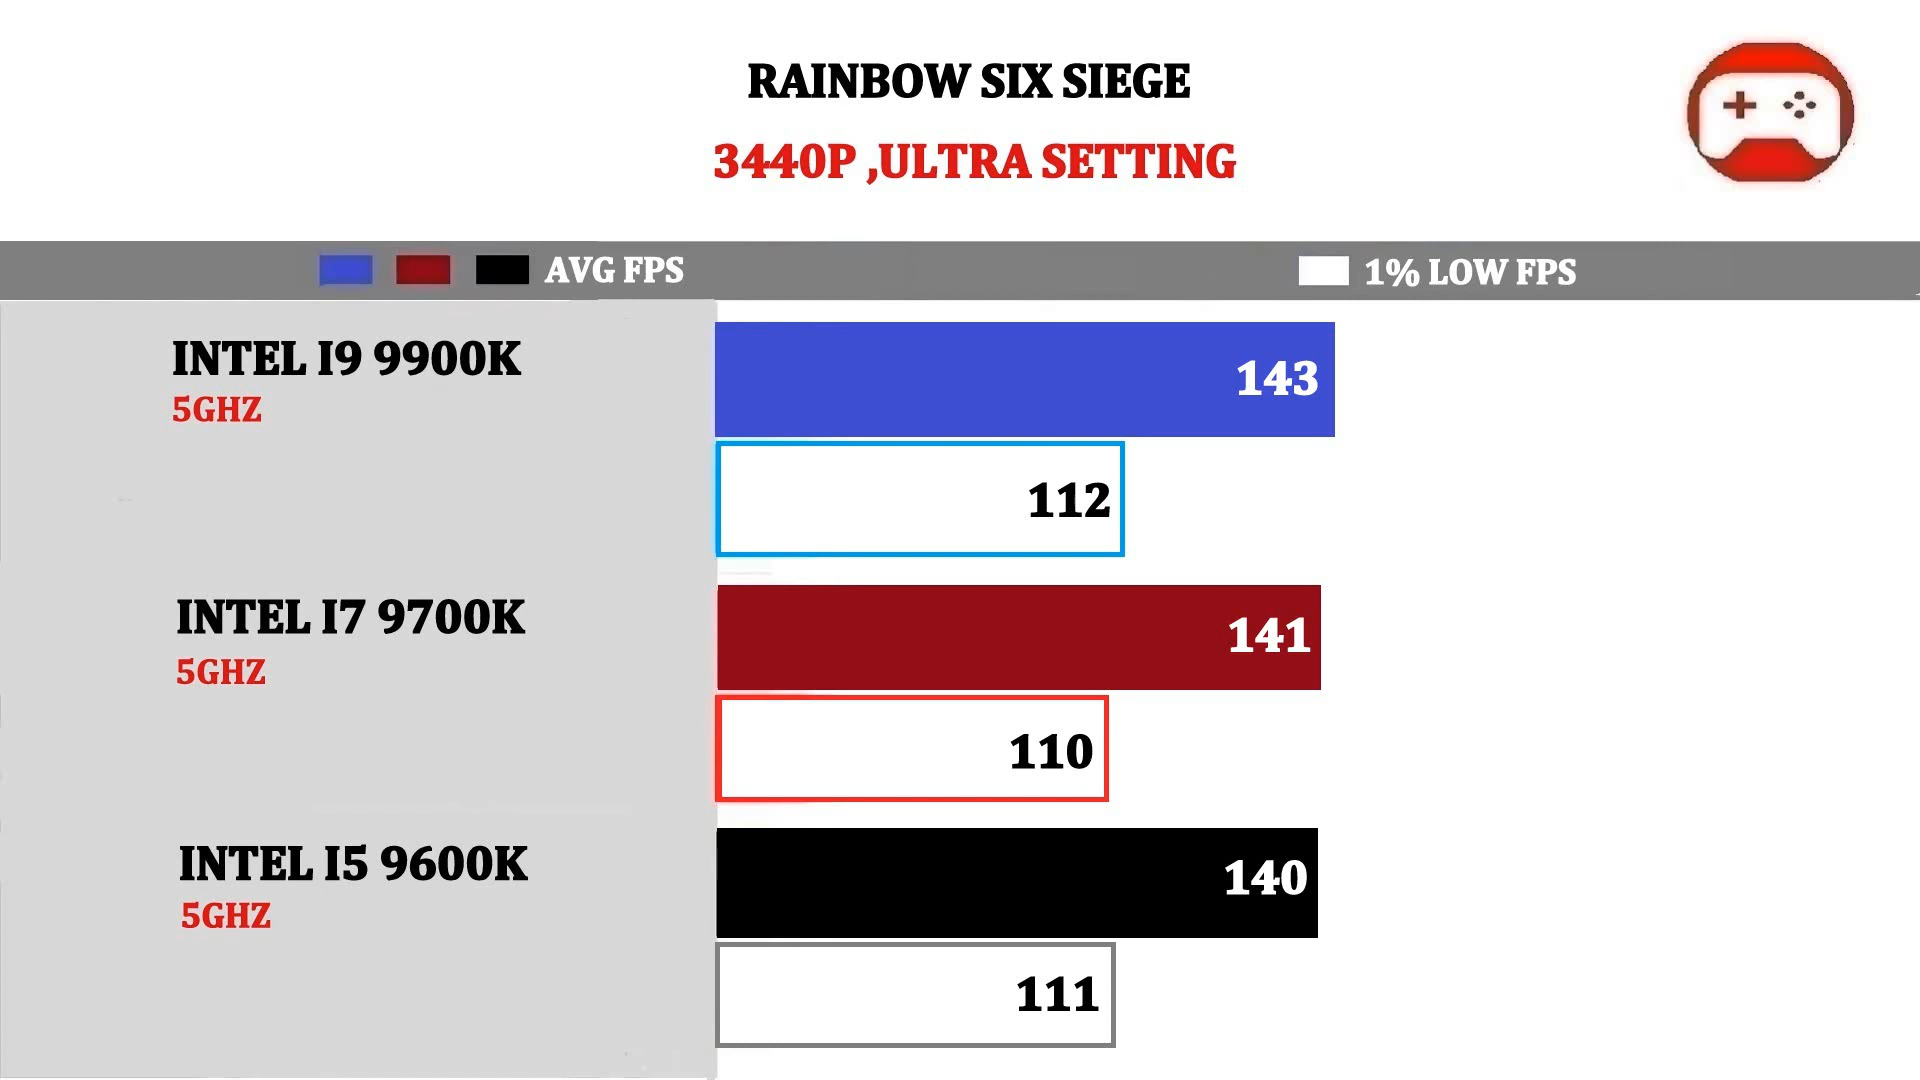 RAINBOW SIX SIEGE
3440P ,ULTRA SETTING
AVG FPS
1% LOW FPS
INTEL I9 9900K
5GHZ
143
112
INTEL I7 9700K
5GHZ
141
110
INTEL I5 9600K
5GHZ
140
111